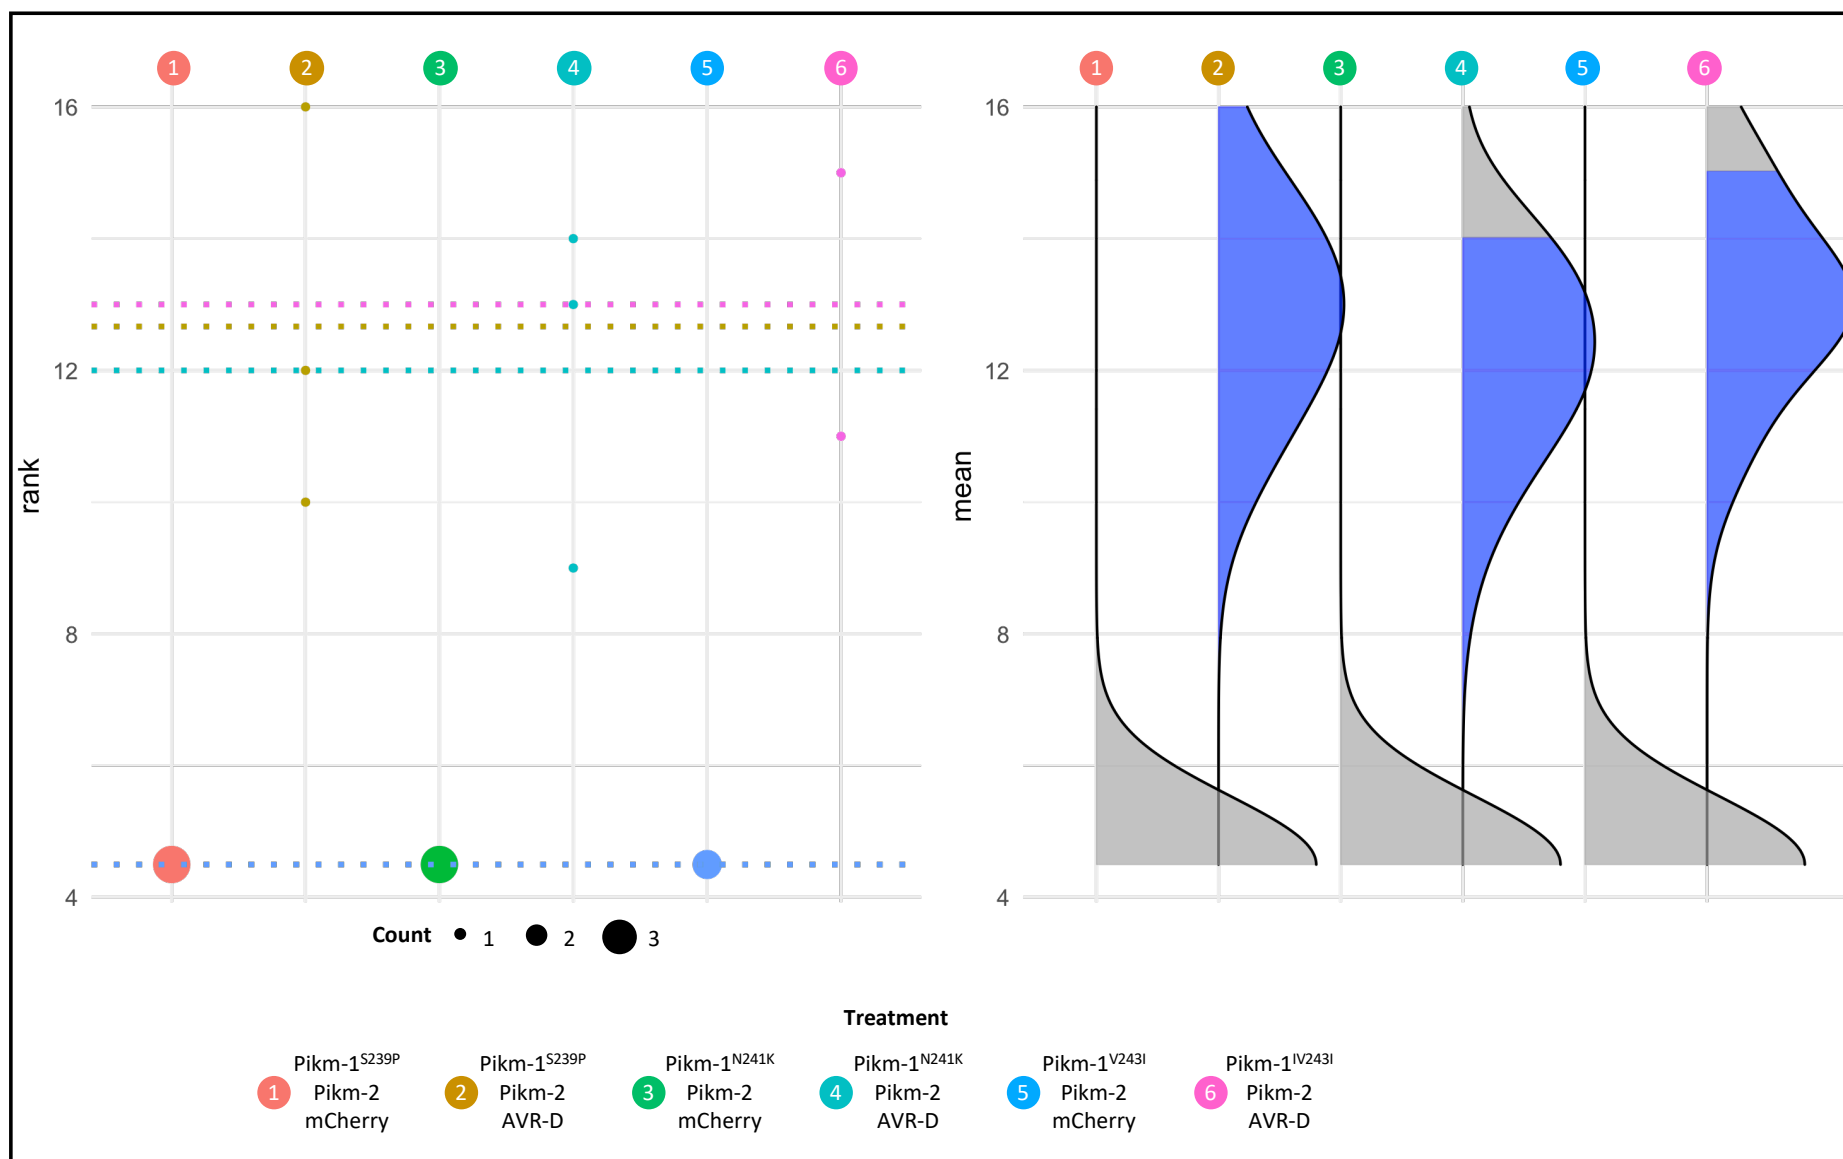 1 2 3 4 5 6 1 2 3 4 5 6
16 16
12 12
rank mean
8 8
4 4
Count 1 2 3
Treatment
Pikm-1S239P Pikm-1S239P Pikm-1N241K Pikm-1N241K Pikm-1V243I Pikm-1IV243I
1 Pikm-2 2 Pikm-2 3 Pikm-2 4 Pikm-2 5 Pikm-2 6 Pikm-2
mCherry AVR-D mCherry AVR-D mCherry AVR-D